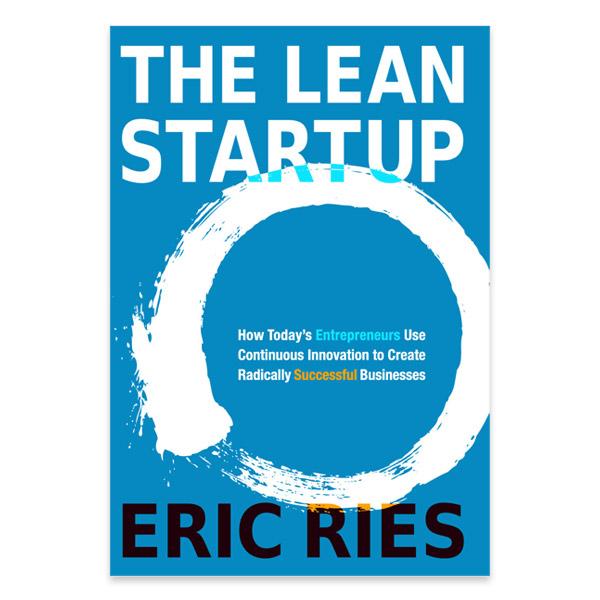 THE LEAN
STARTUP
How Today's Entrepreneurs Use
Continuous Innovation to Create
Radically Successful Businesses
ERIC RIES